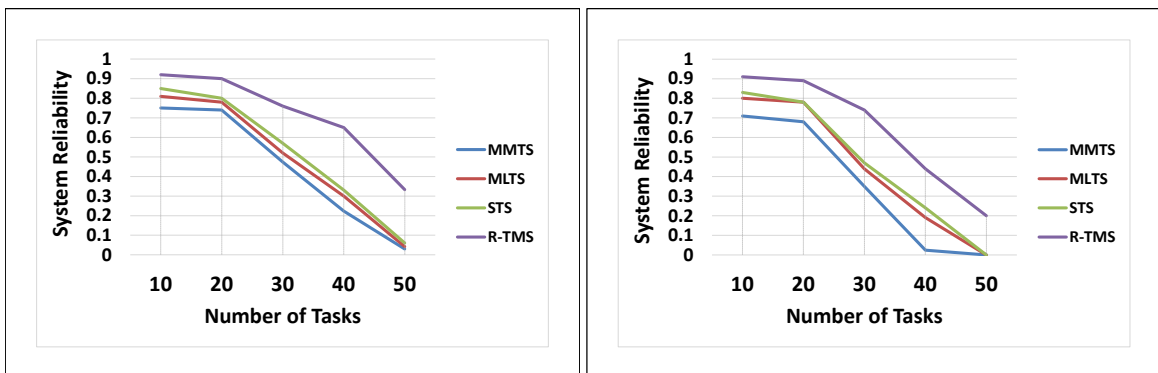 System Reliability
1
0.9
0.8
0.7
0.6
0.5
0.4
0.3
0.2
0.1
0
10 20 30 40 50
Number of Tasks
MMTS
MLTS
STS
R-TMS
System Reliability
1
0.9
0.8
0.7
0.6
0.5
0.4
0.3
0.2
0.1
0
10 20 30 40 50
Number of Tasks
MMTS
MLTS
STS
R-TMS